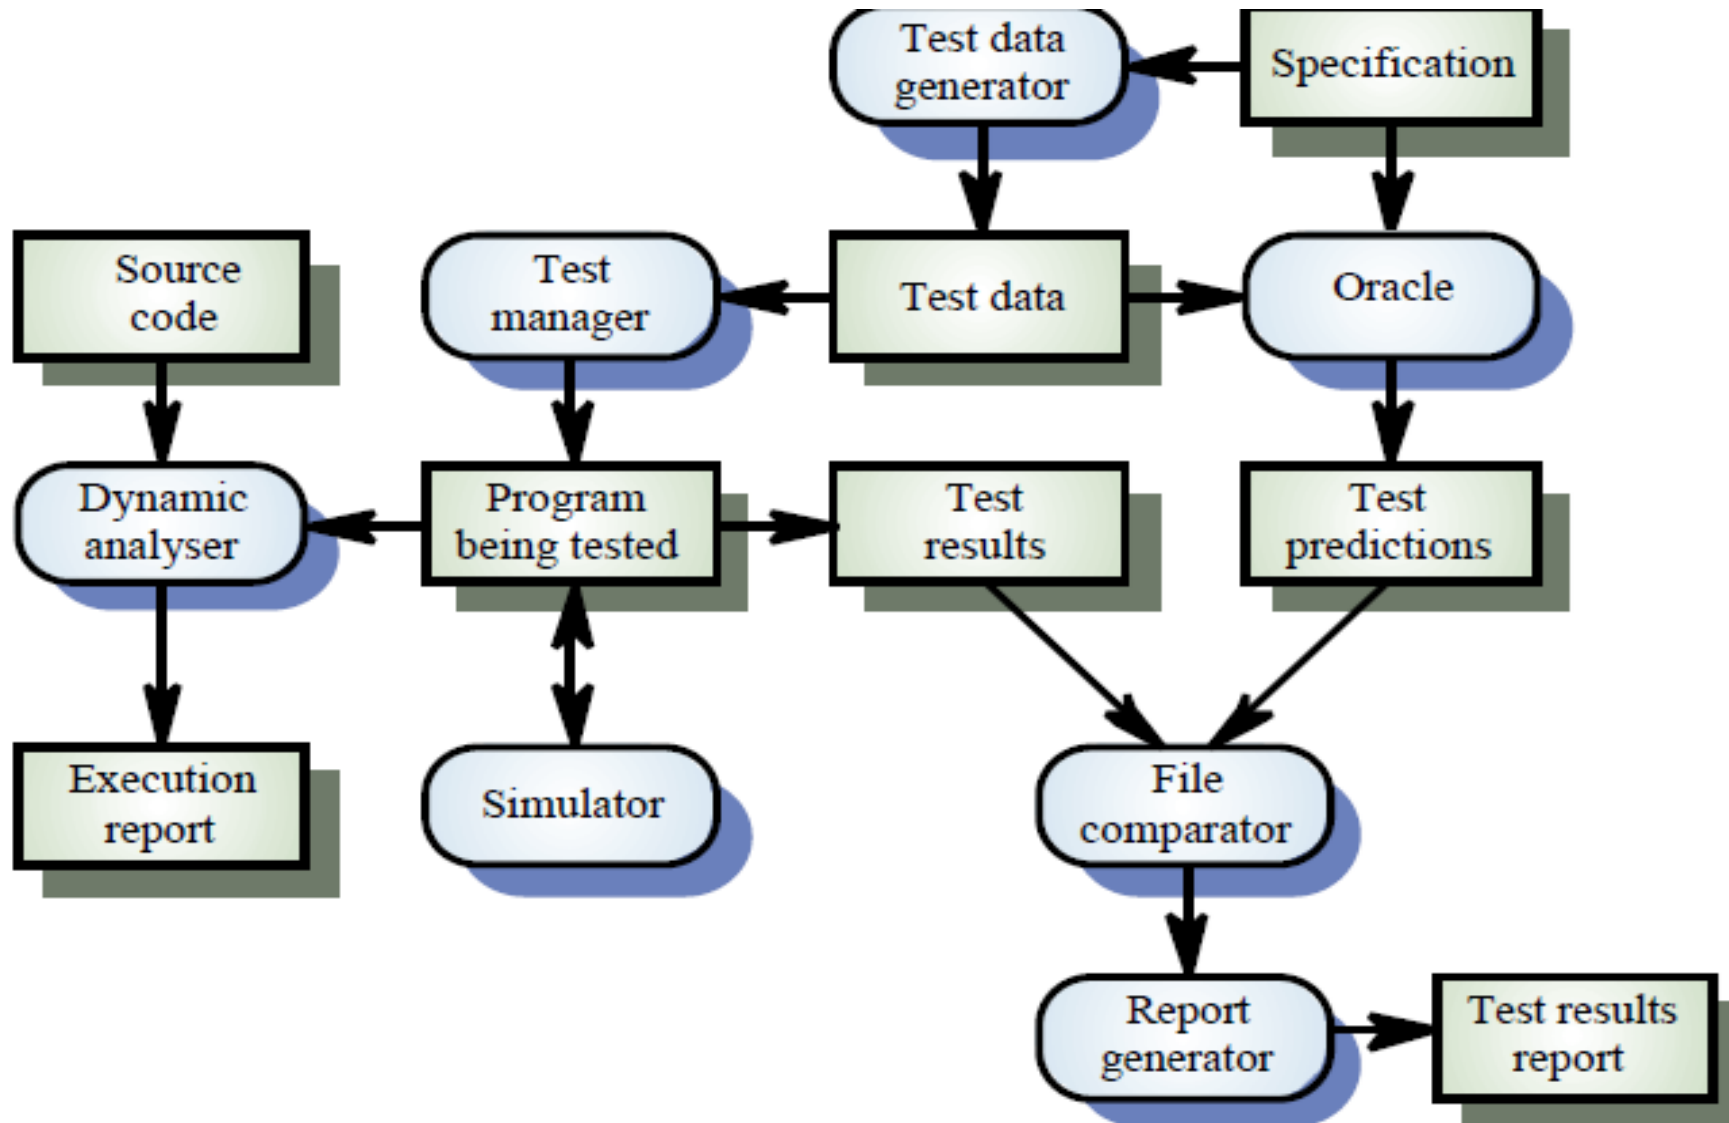 Test data
generator
Specification
Source
code
Test
manager
Test data
Oracle
Dynamic
analyser
Program
being tested
Test
results
Test
predictions
Execution
report
Simulator
File
comparator
Report
generator
Test results
report